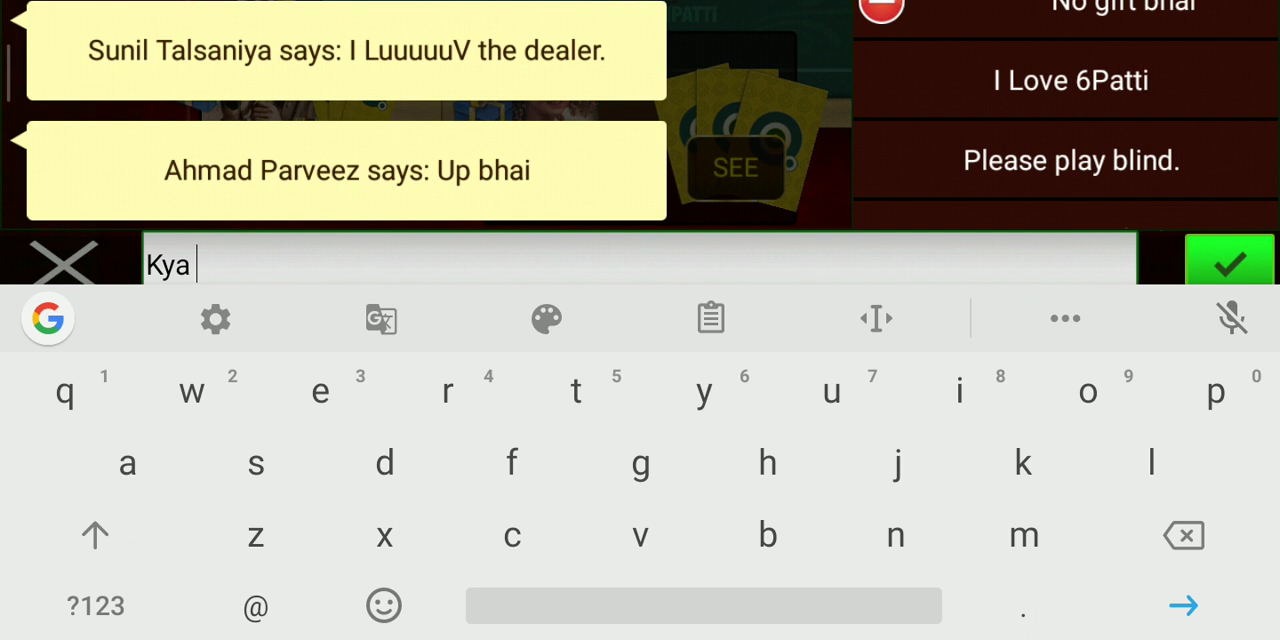 PATTI
Sunil Talsaniya says: I LuuuuuV the dealer.
Ahmad Parveez says: Up bhai
SEE
No gift bhai
I Love 6Patti
Please play blind.
Kya
q 1 w 2 e 3 r 4 t 5 y 6 u 7 i 8 o 9 p 0
a s d f g h j k l
z x c v b n m
?123 @ .